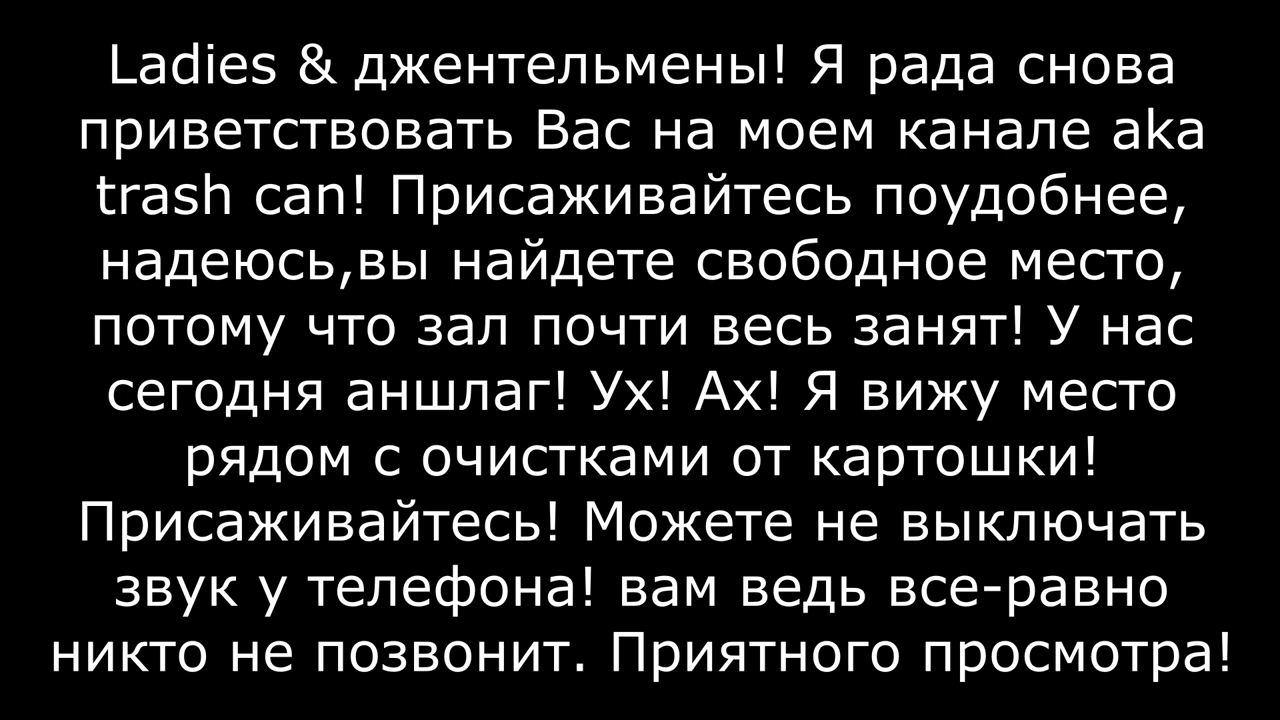 Ladies & джентельмены! Я рада снова
приветствовать Вас на моем канале aka
trash can! Присаживайтесь поудобнее,
надеюсь,вы найдете свободное место,
потому что зал почти весь занят! У нас
сегодня аншлаг! Ух! Ах! Я вижу место
рядом с очистками от картошки!
Присаживайтесь! Можете не выключать
звук у телефона! вам ведь все-равно
никто не позвонит. Приятного просмотра!